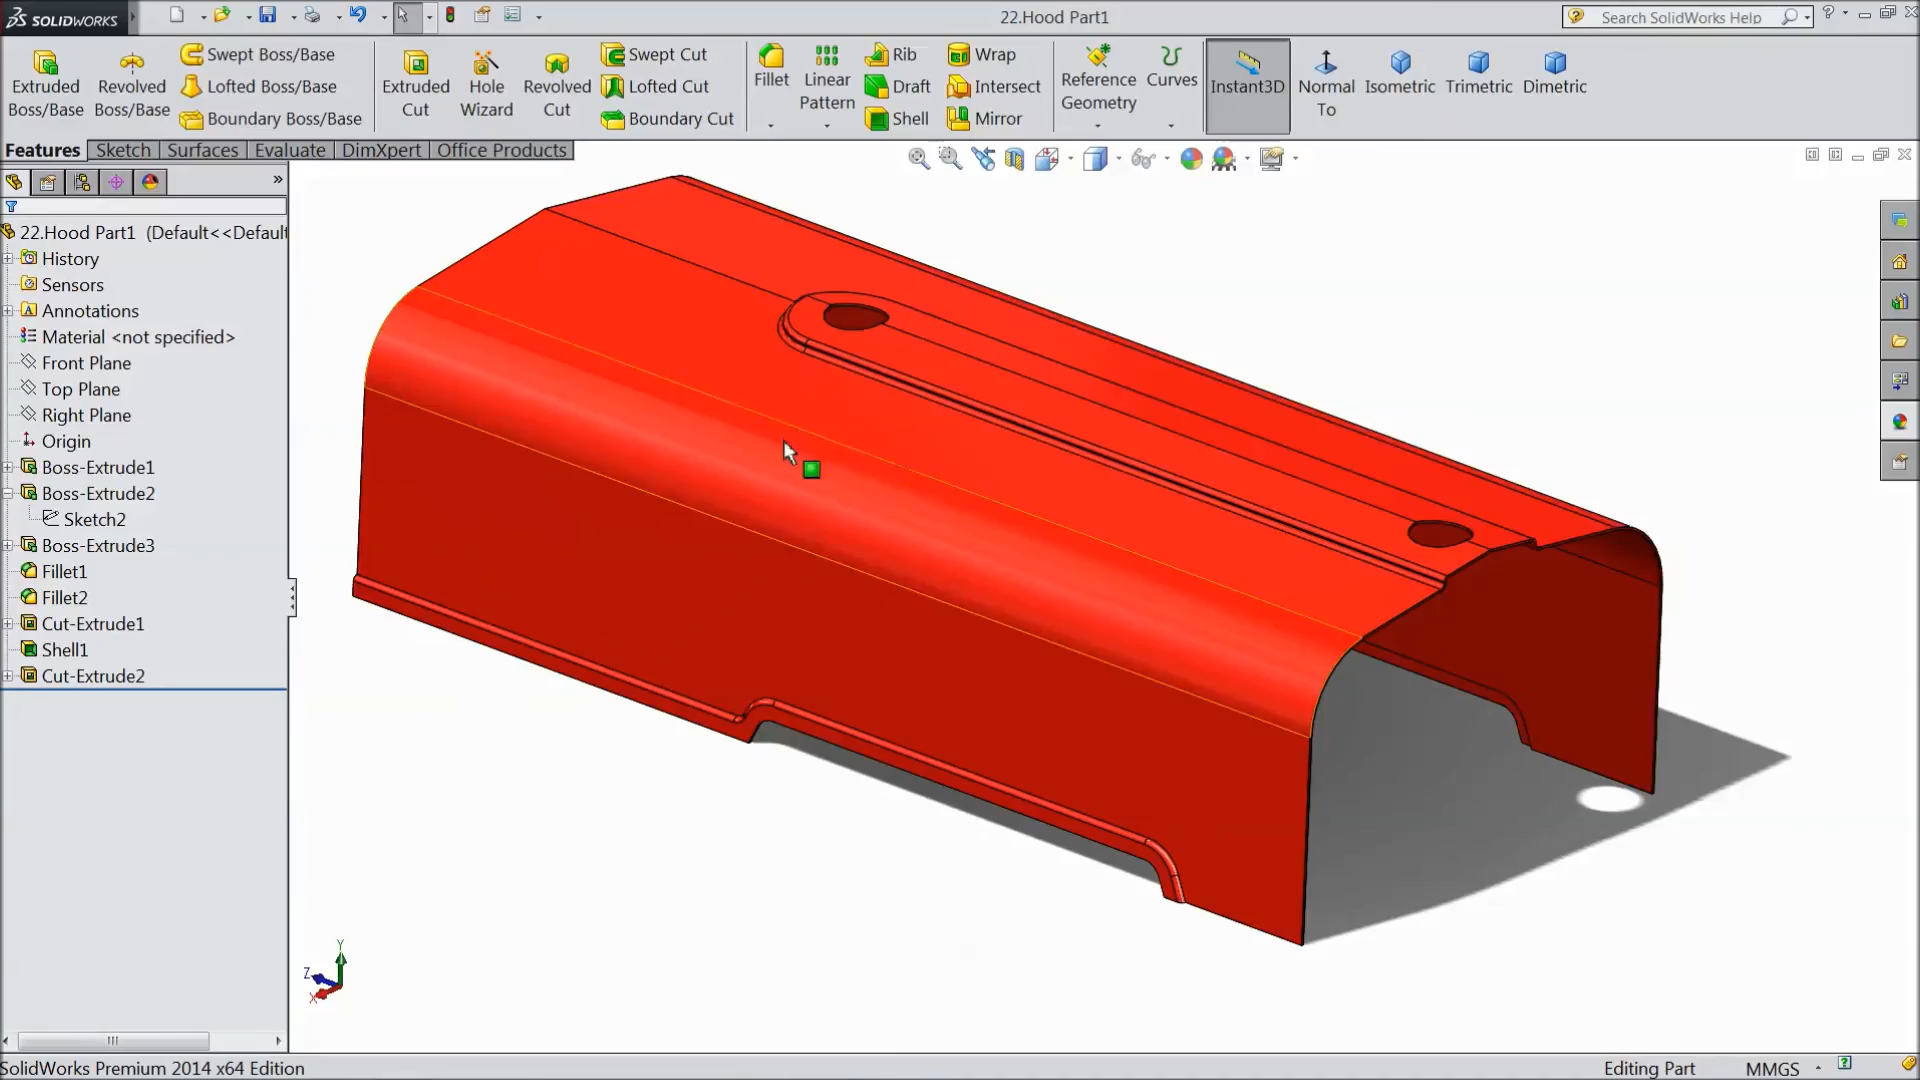 SOLIDWORKS
22.Hood Part1
Search SolidWorks Help
Extruded Boss/Base
Revolved Boss/Base
Swept Boss/Base
Lofted Boss/Base
Boundary Boss/Base
Extruded Cut
Hole Wizard
Revolved Cut
Swept Cut
Lofted Cut
Boundary Cut
Fillet
Linear Pattern
Rib
Draft
Shell
Wrap
Intersect
Mirror
Reference Geometry
Curves
Instant3D
Normal To
Isometric
Trimetric
Dimetric
Features
Sketch
Surfaces
Evaluate
DimXpert
Office Products
22.Hood Part1 (Default<<Default
History
Sensors
Annotations
Material <not specified>
Front Plane
Top Plane
Right Plane
Origin
Boss-Extrude1
Boss-Extrude2
Sketch2
Boss-Extrude3
Fillet1
Fillet2
Cut-Extrude1
Shell1
Cut-Extrude2
Y
Z
X
SolidWorks Premium 2014 x64 Edition
Editing Part
MMGS